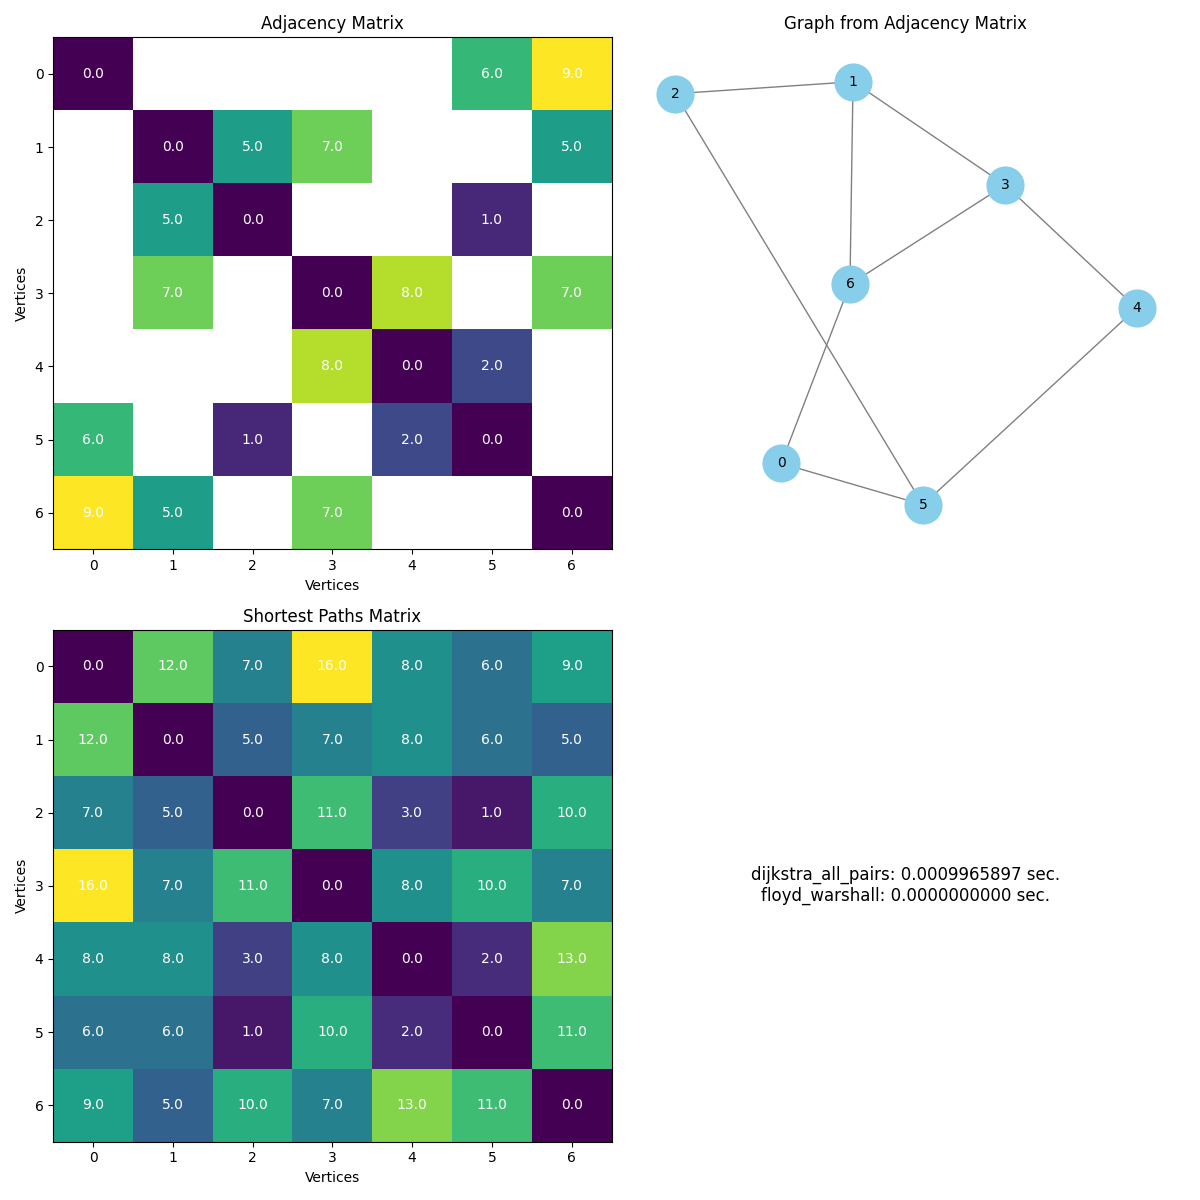 Adjacency Matrix
0 0.0 6.0 9.0
1 0.0 5.0 7.0 5.0
2 5.0 0.0 1.0
3 7.0 0.0 8.0 7.0
4 8.0 0.0 2.0
5 6.0 1.0 2.0 0.0
6 9.0 5.0 7.0 0.0
0 1 2 3 4 5 6
Vertices
Vertices
Graph from Adjacency Matrix
1
2
3
6
4
0
5
Shortest Paths Matrix
0 0.0 12.0 7.0 16.0 8.0 6.0 9.0
1 12.0 0.0 5.0 7.0 8.0 6.0 5.0
2 7.0 5.0 0.0 11.0 3.0 1.0 10.0
3 16.0 7.0 11.0 0.0 8.0 10.0 7.0
4 8.0 8.0 3.0 8.0 0.0 2.0 13.0
5 6.0 6.0 1.0 10.0 2.0 0.0 11.0
6 9.0 5.0 10.0 7.0 13.0 11.0 0.0
0 1 2 3 4 5 6
Vertices
Vertices
dijkstra_all_pairs: 0.0009965897 sec.
floyd_warshall: 0.0000000000 sec.